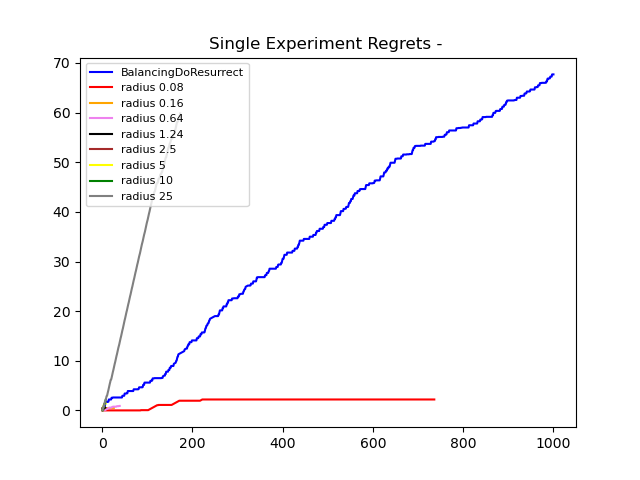 Single Experiment Regrets -
70
60
50
40
30
20
10
0
BalancingDoResurrect
radius 0.08
radius 0.16
radius 0.64
radius 1.24
radius 2.5
radius 5
radius 10
radius 25
0 200 400 600 800 1000